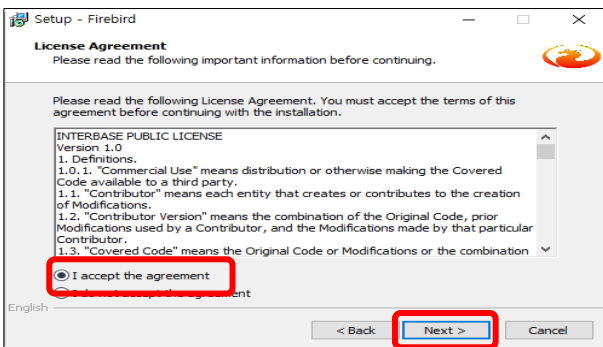 Setup - Firebird
License Agreement
Please read the following important information before continuing.
Please read the following License Agreement. You must accept the terms of this
agreement before continuing with the installation.
INTERBASE PUBLIC LICENSE
Version 1.0
1. Definitions.
1.0.1. "Commercial Use" means distribution or otherwise making the Covered
Code available to a third party.
1.1. "Contributor" means each entity that creates or contributes to the creation
of Modifications.
1.2. "Contributor Version" means the combination of the Original Code, prior
Modifications used by a Contributor, and the Modifications made by that particular
Contributor.
1.3. "Covered Code" means the Original Code or Modifications or the combination
I accept the agreement
I do not accept the agreement
English
< Back
Next >
Cancel